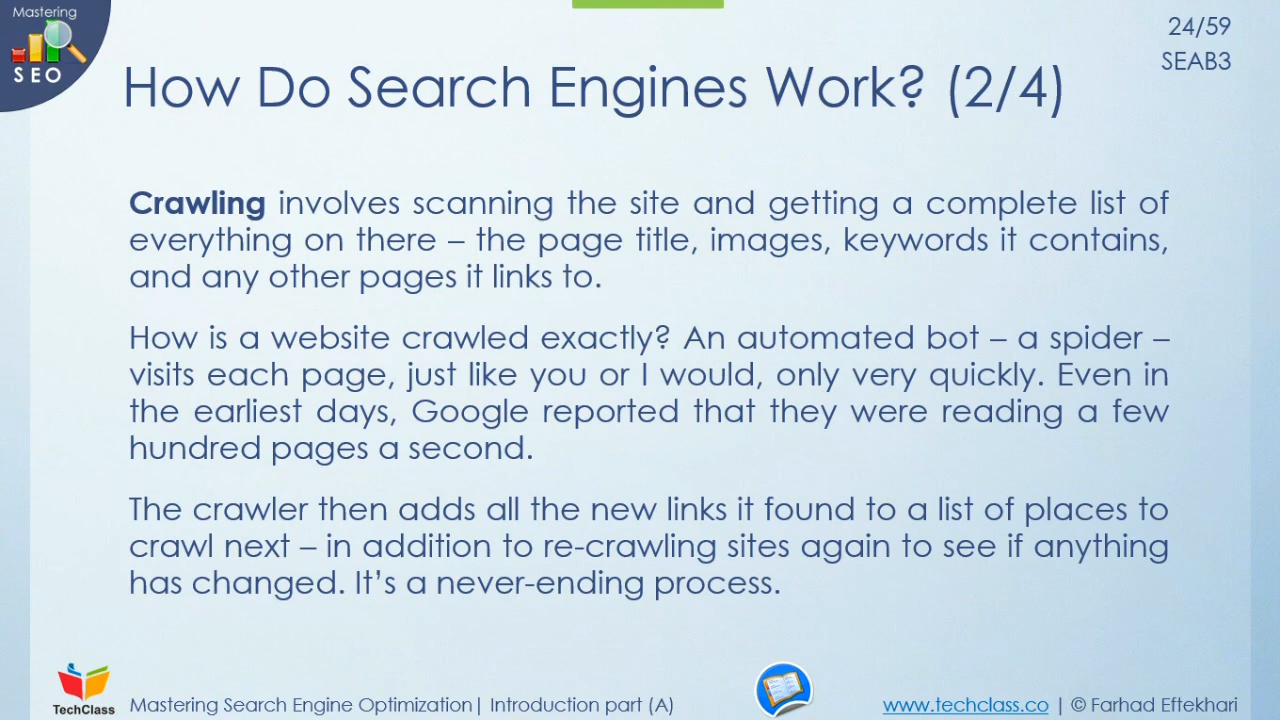 Mastering
SEO
24/59
SEAB3
How Do Search Engines Work? (2/4)
Crawling involves scanning the site and getting a complete list of
everything on there – the page title, images, keywords it contains,
and any other pages it links to.
How is a website crawled exactly? An automated bot – a spider –
visits each page, just like you or I would, only very quickly. Even in
the earliest days, Google reported that they were reading a few
hundred pages a second.
The crawler then adds all the new links it found to a list of places to
crawl next – in addition to re-crawling sites again to see if anything
has changed. It’s a never-ending process.
TechClass
Mastering Search Engine Optimization| Introduction part (A)
www.techclass.co | © Farhad Eftekhari